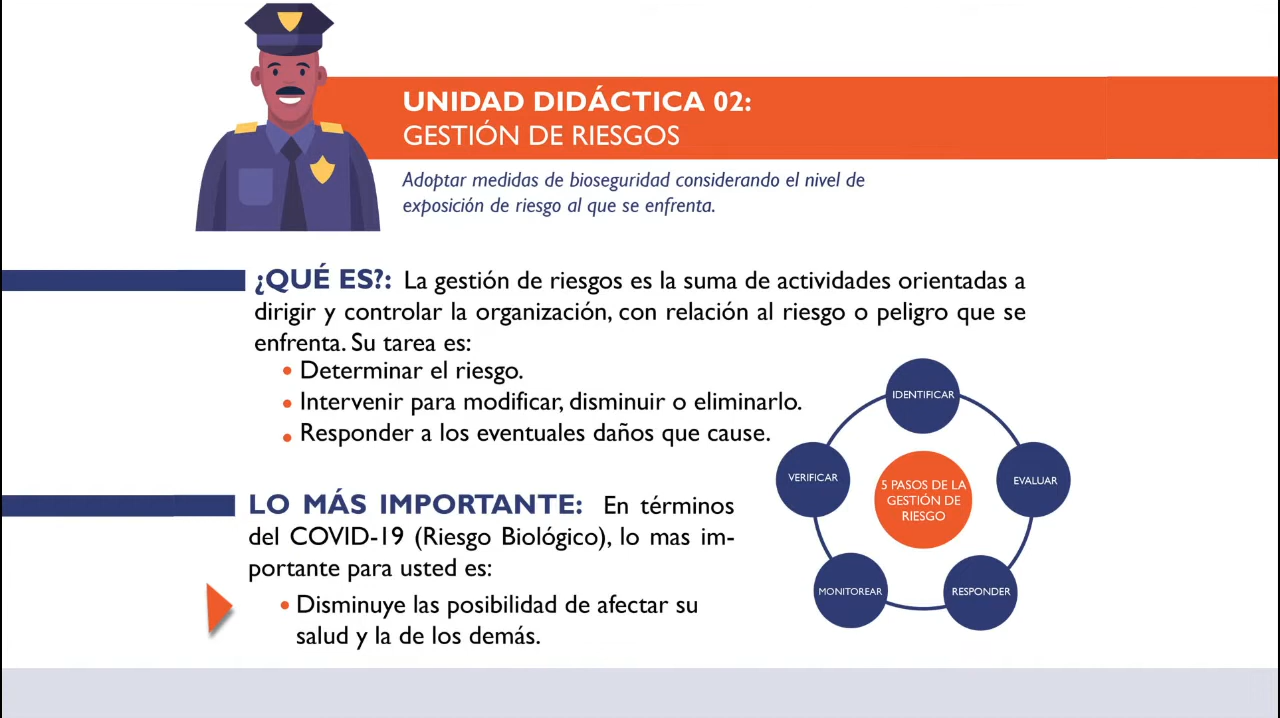 UNIDAD DIDÁCTICA 02:
GESTIÓN DE RIESGOS
Adoptar medidas de bioseguridad considerando el nivel de
exposición de riesgo al que se enfrenta.
¿QUÉ ES?: La gestión de riesgos es la suma de actividades orientadas a
dirigir y controlar la organización, con relación al riesgo o peligro que se
enfrenta. Su tarea es:
• Determinar el riesgo.
• Intervenir para modificar, disminuir o eliminarlo.
• Responder a los eventuales daños que cause.
LO MÁS IMPORTANTE: En términos
del COVID-19 (Riesgo Biológico), lo mas im-
portante para usted es:
• Disminuye las posibilidad de afectar su
salud y la de los demás.
IDENTIFICAR
EVALUAR
RESPONDER
MONITOREAR
VERIFICAR
5 PASOS DE LA
GESTIÓN DE
RIESGO